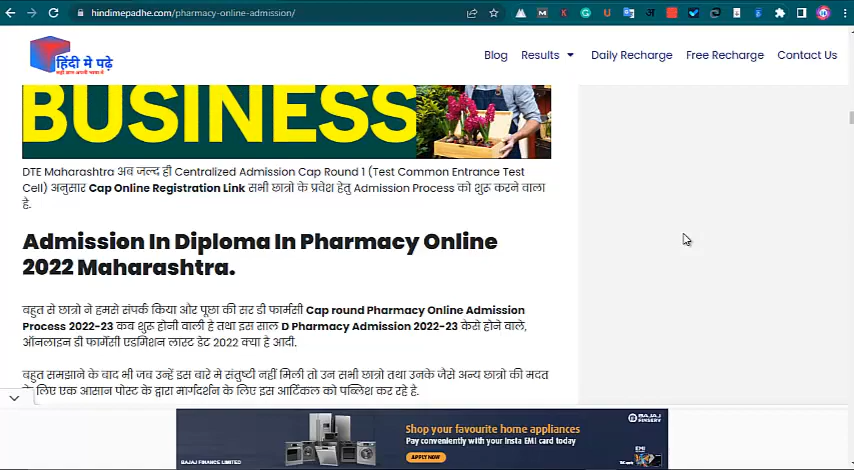 hindimepadhe.com/pharmacy-online-admission/
हिंदी मे पढ़े
Blog Results Daily Recharge Free Recharge Contact Us
BUSINESS
DTE Maharashtra अब जल्द ही Centralized Admission Cap Round 1 (Test Common Entrance Test
Cell) अनुसार Cap Online Registration Link सभी छात्रो के प्रवेश हेतु Admission Process को शुरू करने वाला
हे.
Admission In Diploma In Pharmacy Online
2022 Maharashtra.
बहुत से छात्रो ने हमसे संपर्क किया और पूछा की सर डी फार्मसी Cap round Pharmacy Online Admission
Process 2022-23 कब शुरू होनी वाली हे तथा इस साल D Pharmacy Admission 2022-23 केसे होने वाले,
ऑनलाइन डी फार्मेसी एडमिशन लास्ट डेट 2022 क्या हे आदी.
बहुत समझाने के बाद भी जब उन्हें इस बारे मे संतुष्टी नहीं मिली तो उन सभी छात्रो तथा उनके जेसे अन्य छात्रो की मदत
के लिए एक आसान पोस्ट के द्वारा मार्गदर्शन के लिए इस आर्टिकल को पब्लिश कर रहे हे.
Shop your favourite home appliances
Pay conveniently with your Insta EMI card today
APPLY NOW
BAJAJ FINANCE LIMITED
BAJAJ
FINSERV
EMI